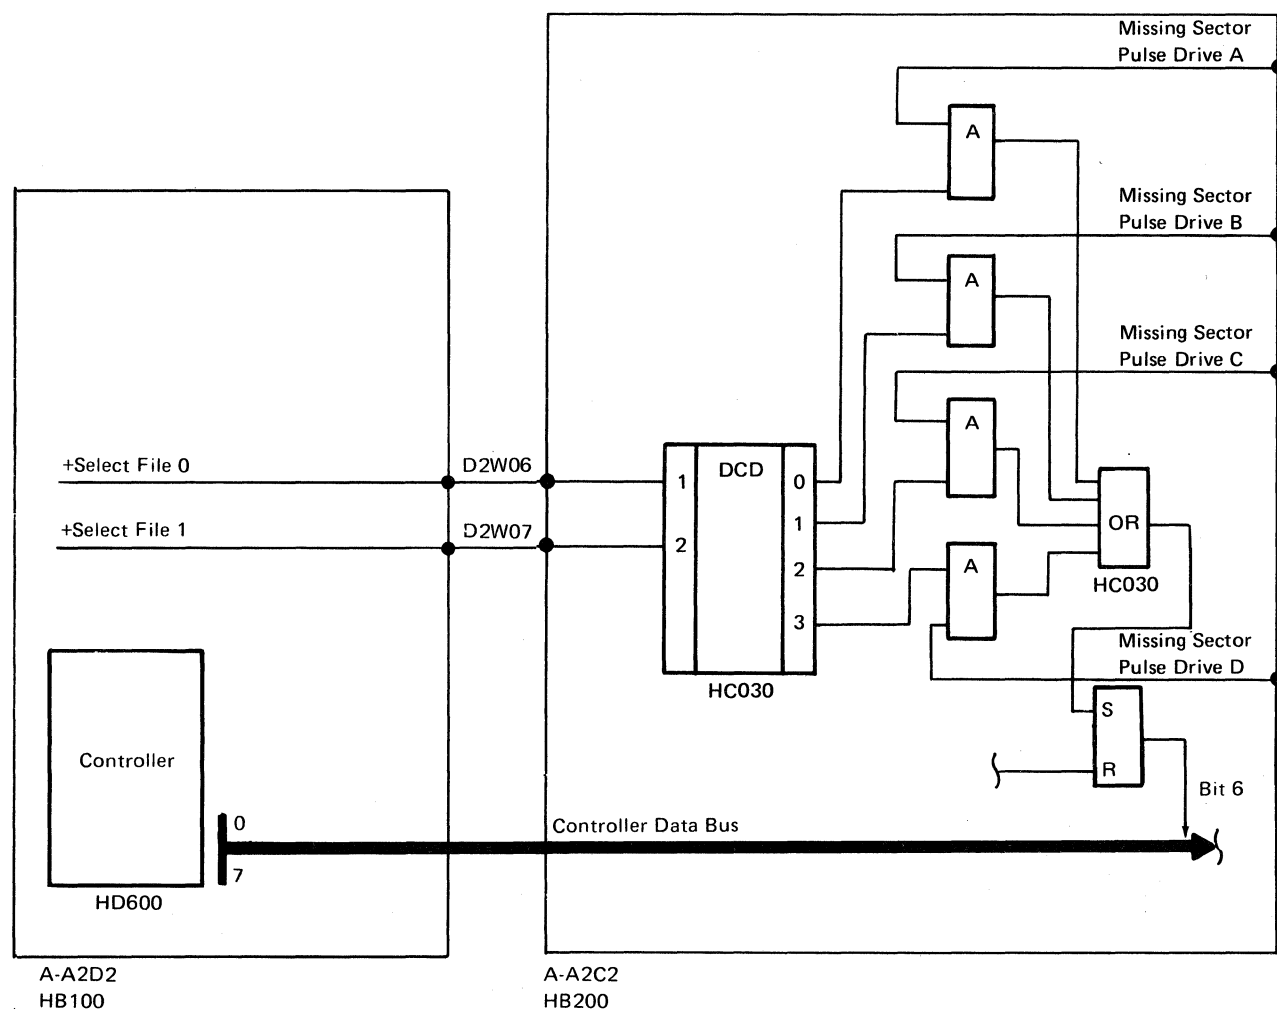 Missing Sector
Pulse Drive A
A
Missing Sector
Pulse Drive B
A
Missing Sector
Pulse Drive C
A
+Select File 0
D2W06
1
DCD
0
+Select File 1
D2W07
2
1
2
3
OR
HC030
A
HC030
Missing Sector
Pulse Drive D
S
R
Bit 6
Controller
0
7
Controller Data Bus
HD600
A-A2D2
HB100
A-A2C2
HB200